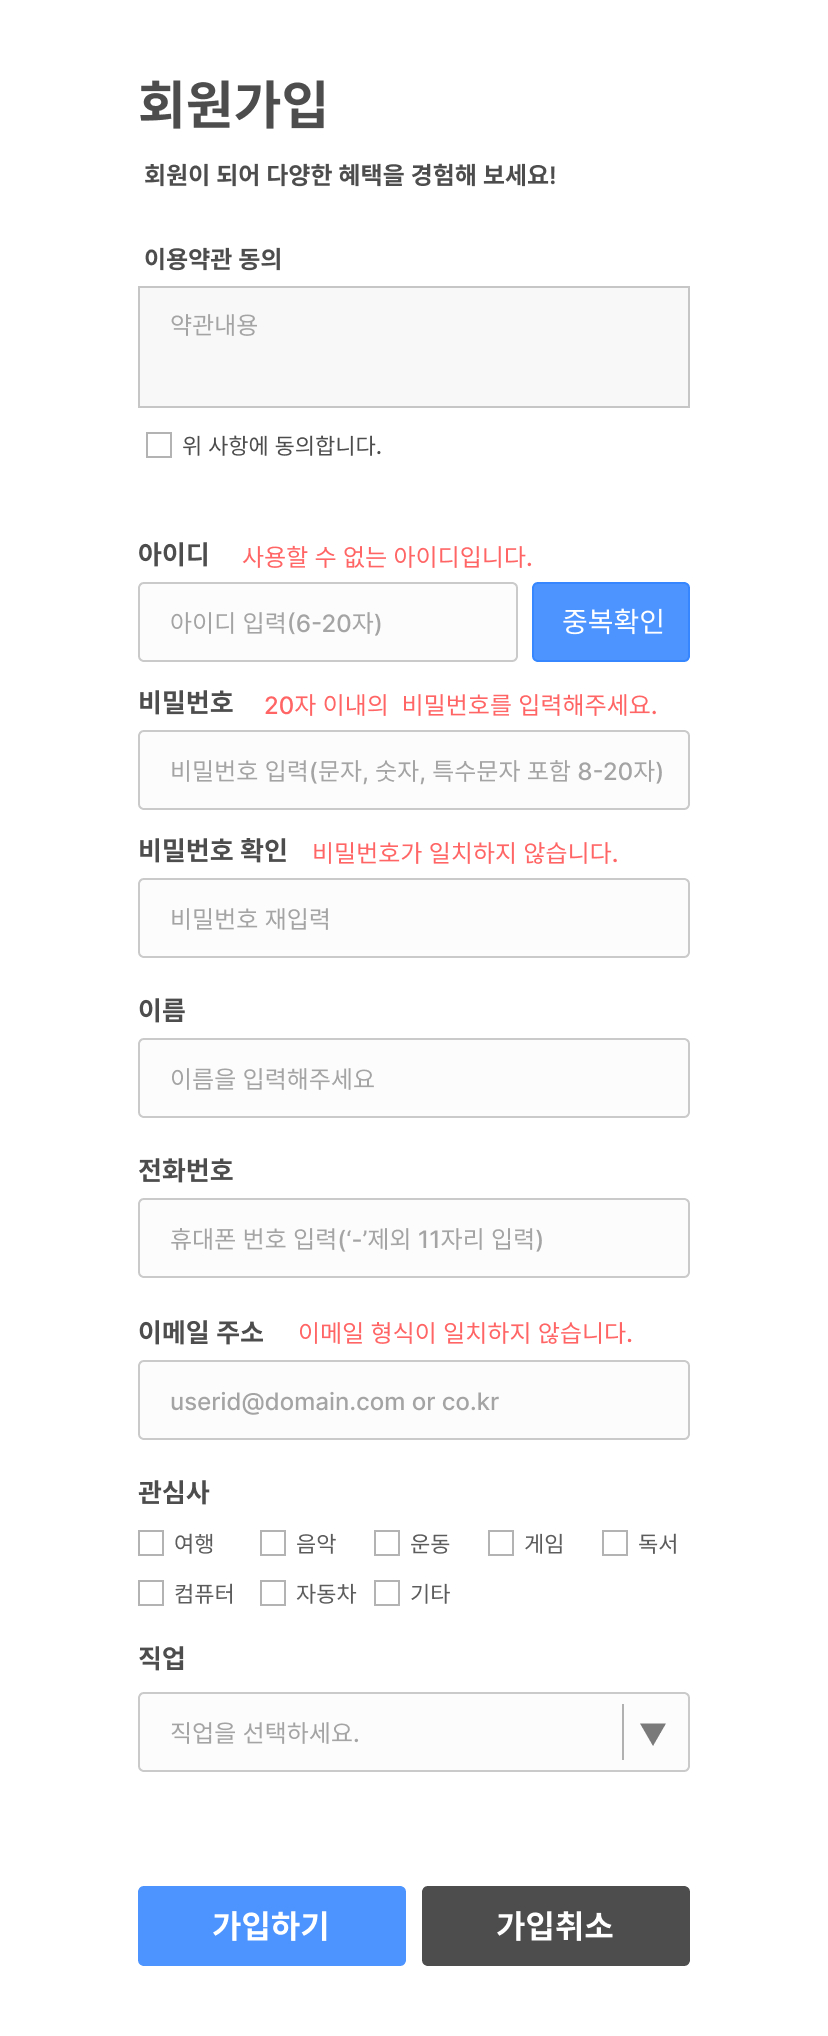 회원가입
회원이 되어 다양한 혜택을 경험해 보세요!
이용약관 동의
약관내용
위 사항에 동의합니다.
아이디 사용할 수 없는 아이디입니다.
아이디 입력(6-20자) 중복확인
비밀번호 20자 이내의 비밀번호를 입력해주세요.
비밀번호 입력(문자, 숫자, 특수문자 포함 8-20자)
비밀번호 확인 비밀번호가 일치하지 않습니다.
비밀번호 재입력
이름
이름을 입력해주세요
전화번호
휴대폰 번호 입력(‘-’제외 11자리 입력)
이메일 주소 이메일 형식이 일치하지 않습니다.
userid@domain.com or co.kr
관심사
여행 음악 운동 게임 독서
컴퓨터 자동차 기타
직업
직업을 선택하세요. ▼
가입하기 가입취소